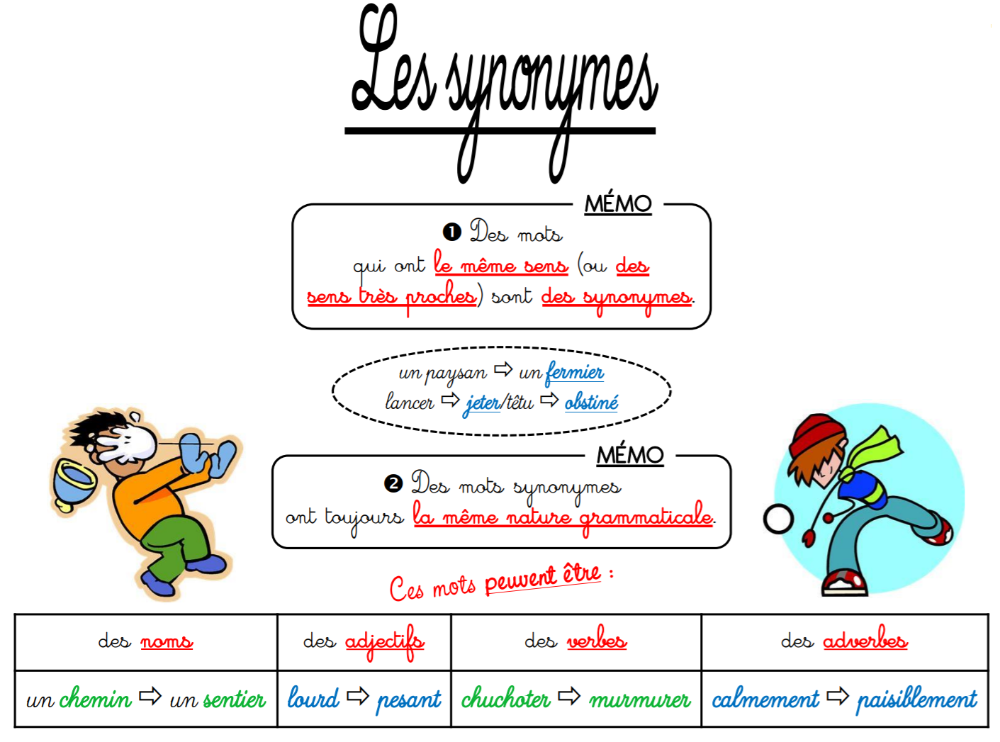 Les synonymes
MÉMO
❶ Des mots
qui ont le même sens (ou des
sens très proches) sont des synonymes.
un paysan ⇨ un fermier
lancer ⇨ jeter/têtu ⇨ obstiné
MÉMO
❷ Des mots synonymes
ont toujours la même nature grammaticale.
Ces mots peuvent être :
des noms des adjectifs des verbes des adverbes
un chemin ⇨ un sentier lourd ⇨ pesant chuchoter ⇨ murmurer calmement ⇨ paisiblement